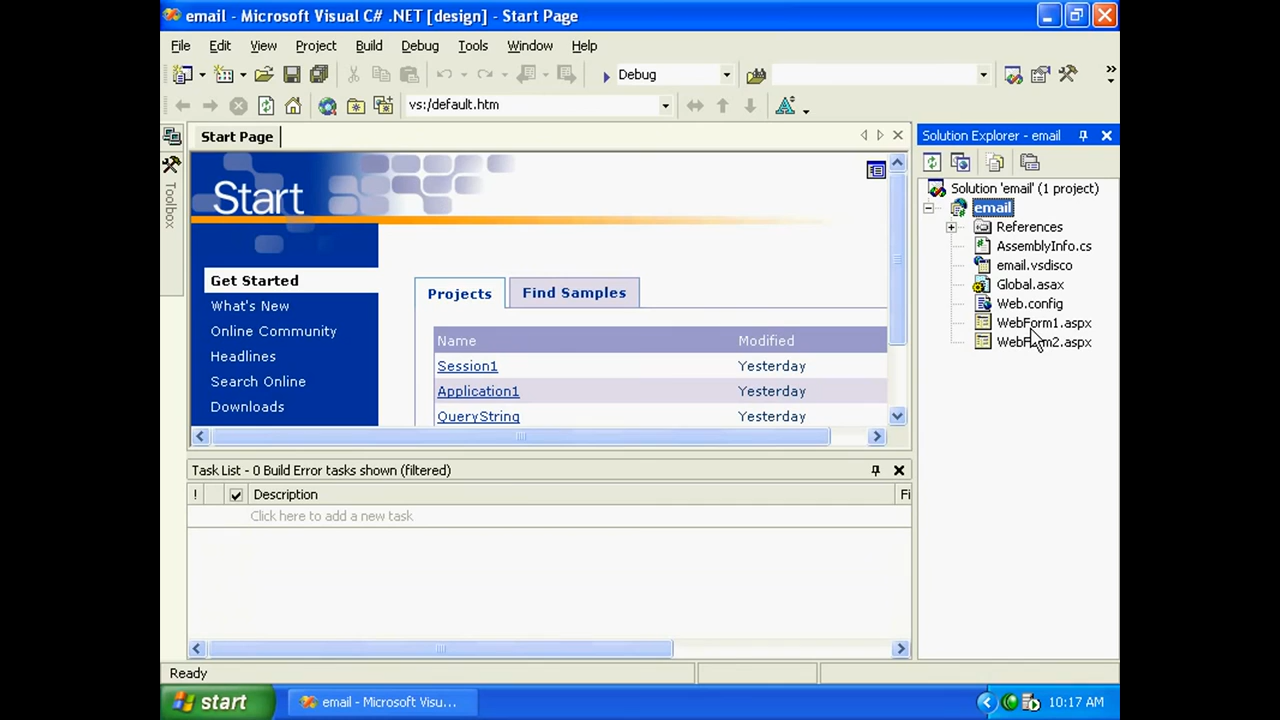 email - Microsoft Visual C# .NET [design] - Start Page
File Edit View Project Build Debug Tools Window Help
Debug
vs:/default.htm
Start Page
Solution Explorer - email
Toolbox
Start
Solution 'email' (1 project)
email
References
AssemblyInfo.cs
email.vsdisco
Global.asax
Web.config
WebForm1.aspx
WebForm2.aspx
Get Started
What's New
Online Community
Headlines
Search Online
Downloads
Projects Find Samples
Name Modified
Session1 Yesterday
Application1 Yesterday
QueryString Yesterday
Task List - 0 Build Error tasks shown (filtered)
! Description Fi
Click here to add a new task
Ready
start email - Microsoft Visu... 10:17 AM